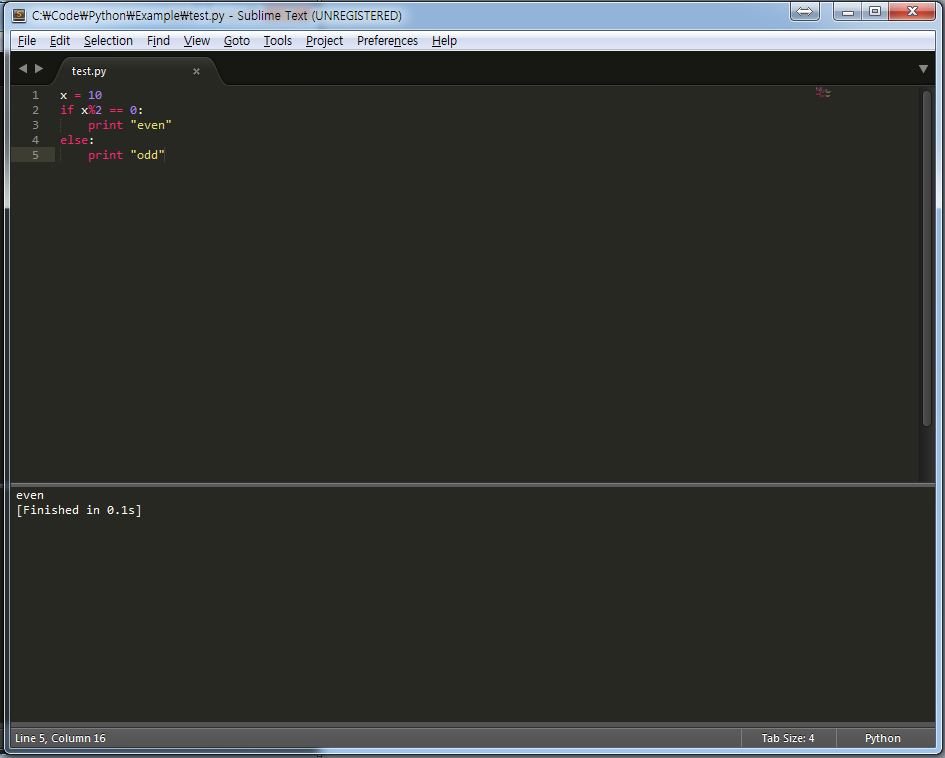 C:₩Code₩Python₩Example₩test.py - Sublime Text (UNREGISTERED)
File Edit Selection Find View Goto Tools Project Preferences Help
test.py
1 x = 10
2 if x%2 == 0:
3     print "even"
4 else:
5     print "odd"
even
[Finished in 0.1s]
Line 5, Column 16 Tab Size: 4 Python